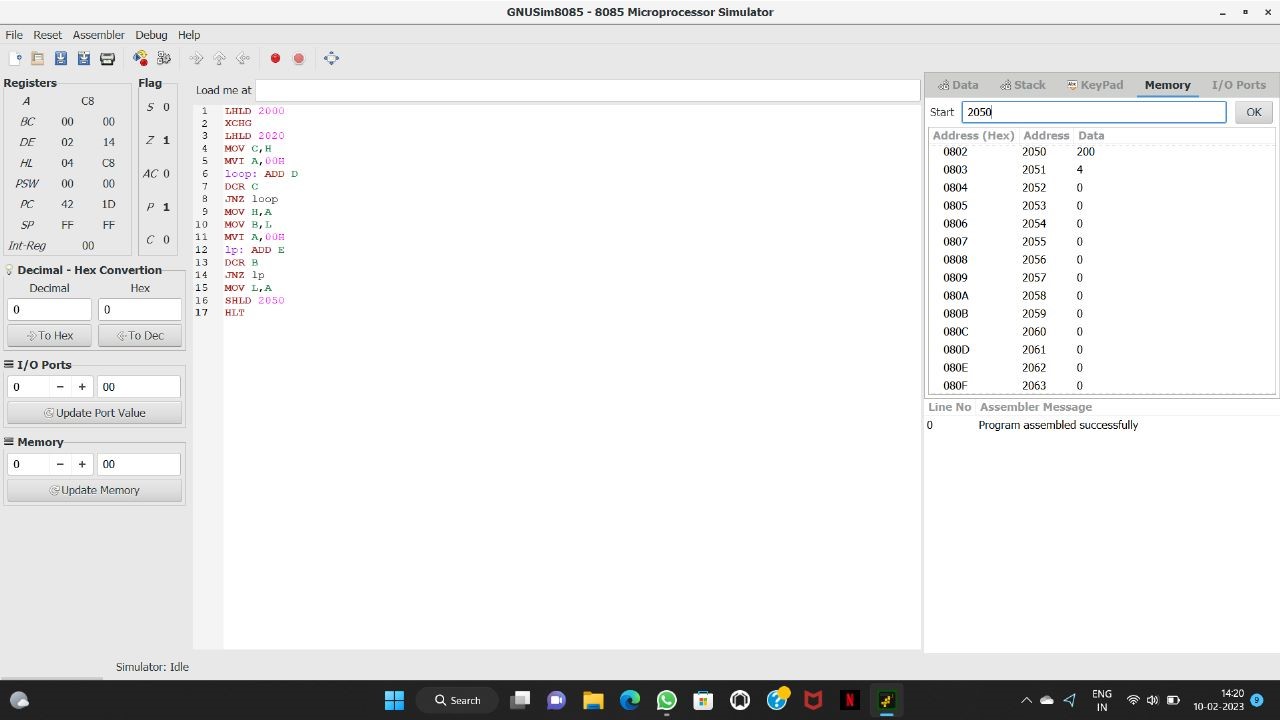 GNUSim8085 - 8085 Microprocessor Simulator
File Reset Assembler Debug Help
Registers
A C8
BC 00 00
DE 02 14
HL 04 C8
PSW 00 00
PC 42 1D
SP FF FF
Int-Reg 00
Flag
S 0
Z 1
AC 0
P 1
C 0
Decimal - Hex Convertion
Decimal Hex
0 0
To Hex To Dec
I/O Ports
0 − + 00
Update Port Value
Memory
0 − + 00
Update Memory
Load me at
1 LHLD 2000
2 XCHG
3 LHLD 2020
4 MOV C,H
5 MVI A,00H
6 loop: ADD D
7 DCR C
8 JNZ loop
9 MOV H,A
10 MOV B,L
11 MVI A,00H
12 lp: ADD E
13 DCR B
14 JNZ lp
15 MOV L,A
16 SHLD 2050
17 HLT
Data Stack KeyPad Memory I/O Ports
Start 2050 OK
Address (Hex) Address Data
0802 2050 200
0803 2051 4
0804 2052 0
0805 2053 0
0806 2054 0
0807 2055 0
0808 2056 0
0809 2057 0
080A 2058 0
080B 2059 0
080C 2060 0
080D 2061 0
080E 2062 0
080F 2063 0
Line No Assembler Message
0 Program assembled successfully
Simulator: Idle
Search
ENG
IN
14:20
10-02-2023
9